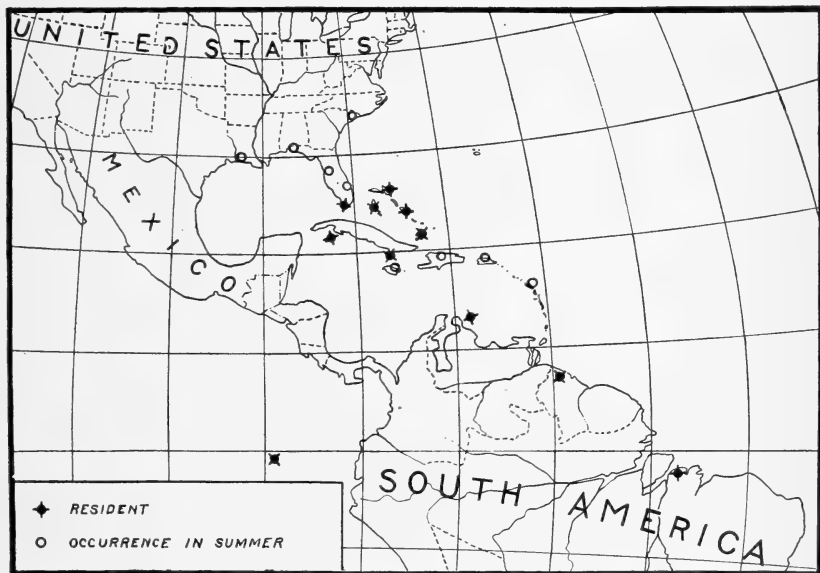 UNITED STATES
MEXICO
SOUTH AMERICA
RESIDENT
OCCURRENCE IN SUMMER